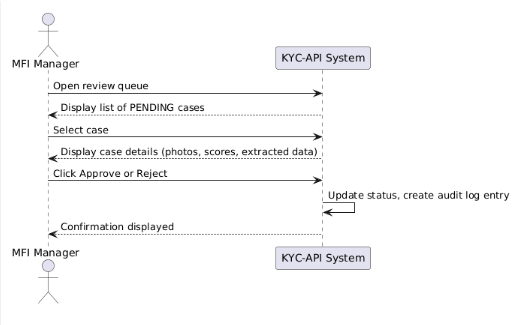 MFI Manager
KYC-API System
Open review queue
Display list of PENDING cases
Select case
Display case details (photos, scores, extracted data)
Click Approve or Reject
Update status, create audit log entry
Confirmation displayed
MFI Manager
KYC-API System